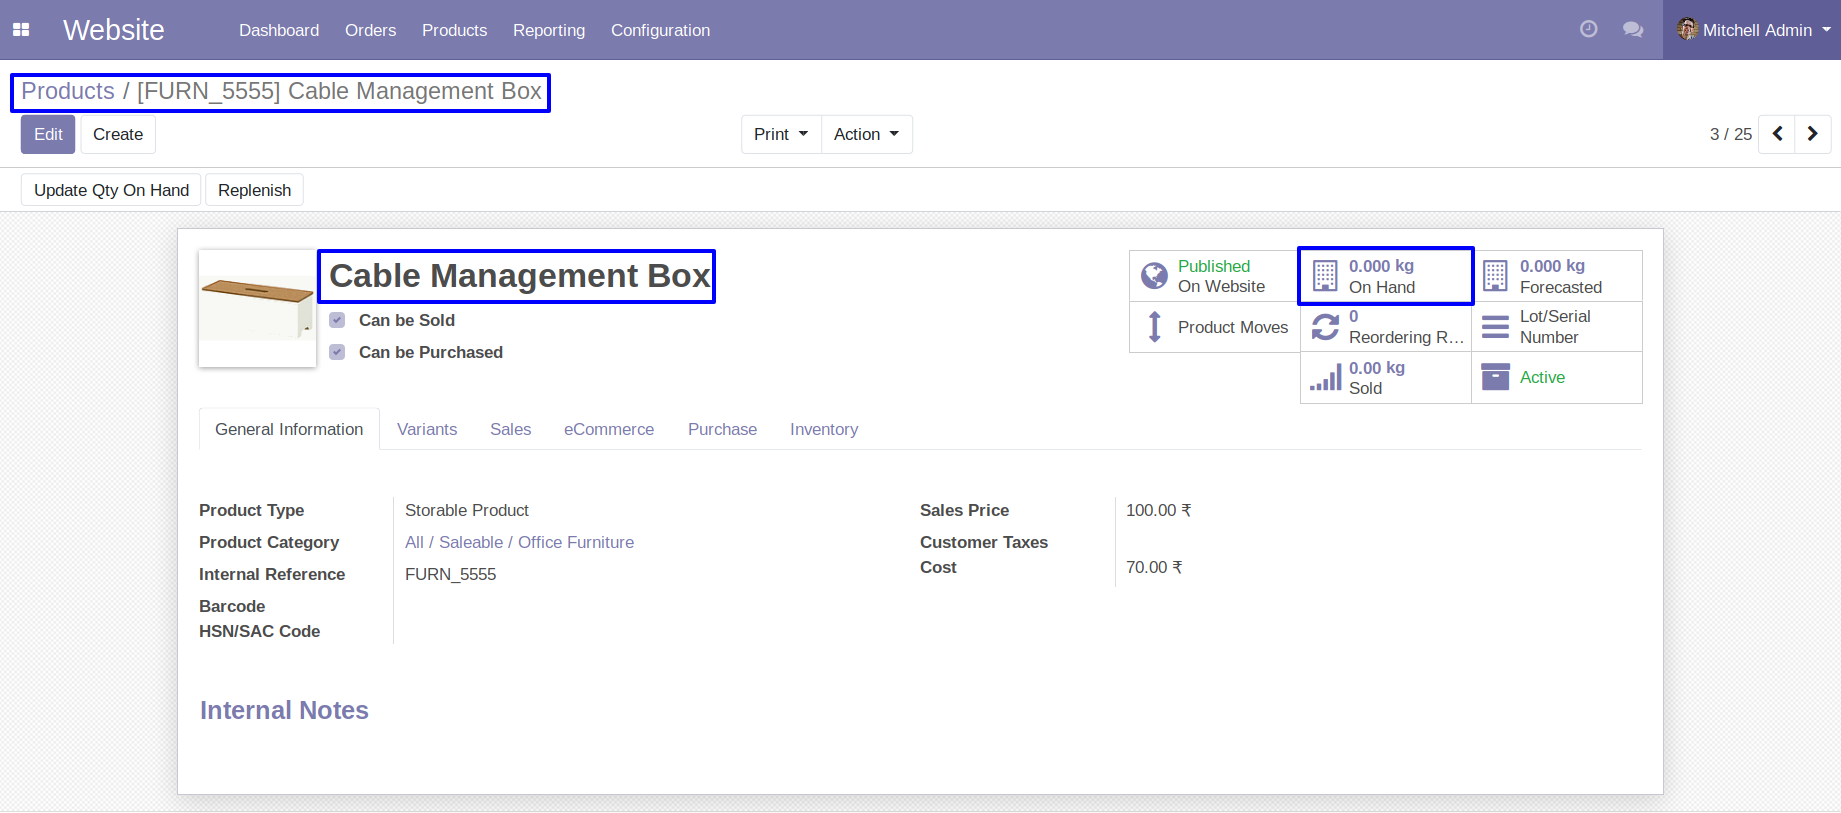 Website Dashboard Orders Products Reporting Configuration Mitchell Admin
Products / [FURN_5555] Cable Management Box
Edit Create Print Action 3 / 25
Update Qty On Hand Replenish
Cable Management Box
Can be Sold
Can be Purchased
Published
On Website
0.000 kg
On Hand
0.000 kg
Forecasted
Product Moves
0
Reordering R...
Lot/Serial
Number
0.00 kg
Sold
Active
General Information Variants Sales eCommerce Purchase Inventory
Product Type Storable Product
Product Category All / Saleable / Office Furniture
Internal Reference FURN_5555
Barcode
HSN/SAC Code
Sales Price 100.00 ₹
Customer Taxes
Cost 70.00 ₹
Internal Notes